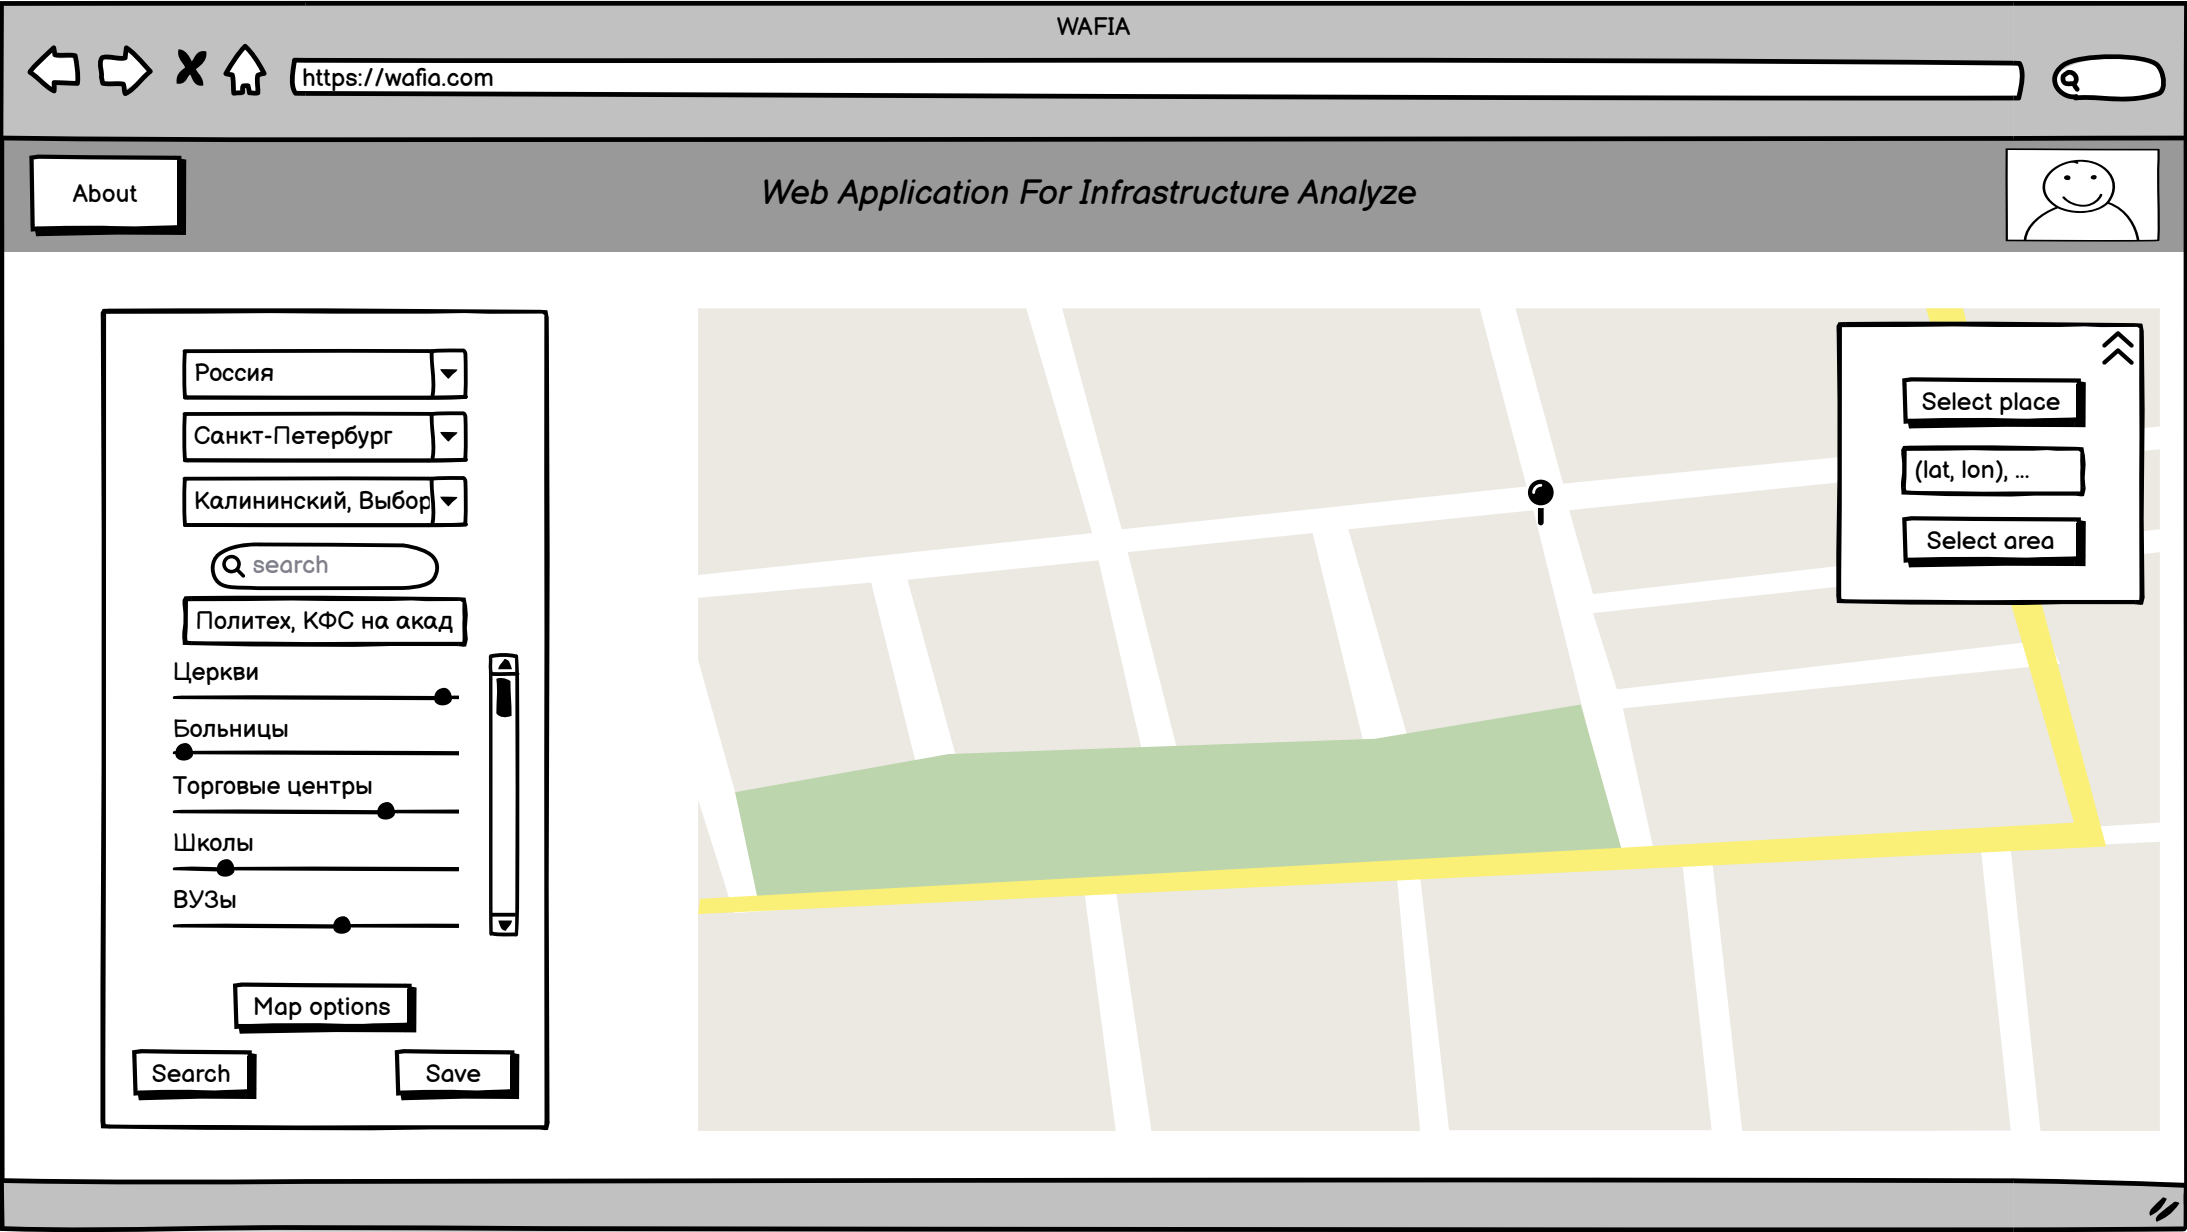 WAFIA
https://wafia.com
About
Web Application For Infrastructure Analyze
Россия
Санкт-Петербург
Калининский, Выбор
search
Политех, КФС на акад
Церкви
Больницы
Торговые центры
Школы
ВУЗы
Map options
Search
Save
Select place
(lat, lon), ...
Select area